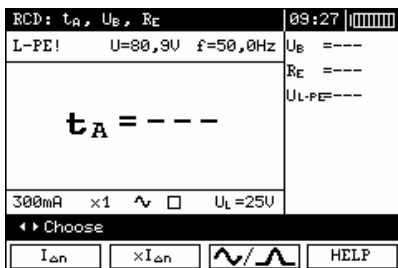 RCD: tA, UB, RE 09:27
L-PE! U=80,9V f=50,0Hz
UB =---
RE =---
UL-PE=---
tA=---
300mA ×1 UL=25V
Choose
IΔn ×IΔn / HELP